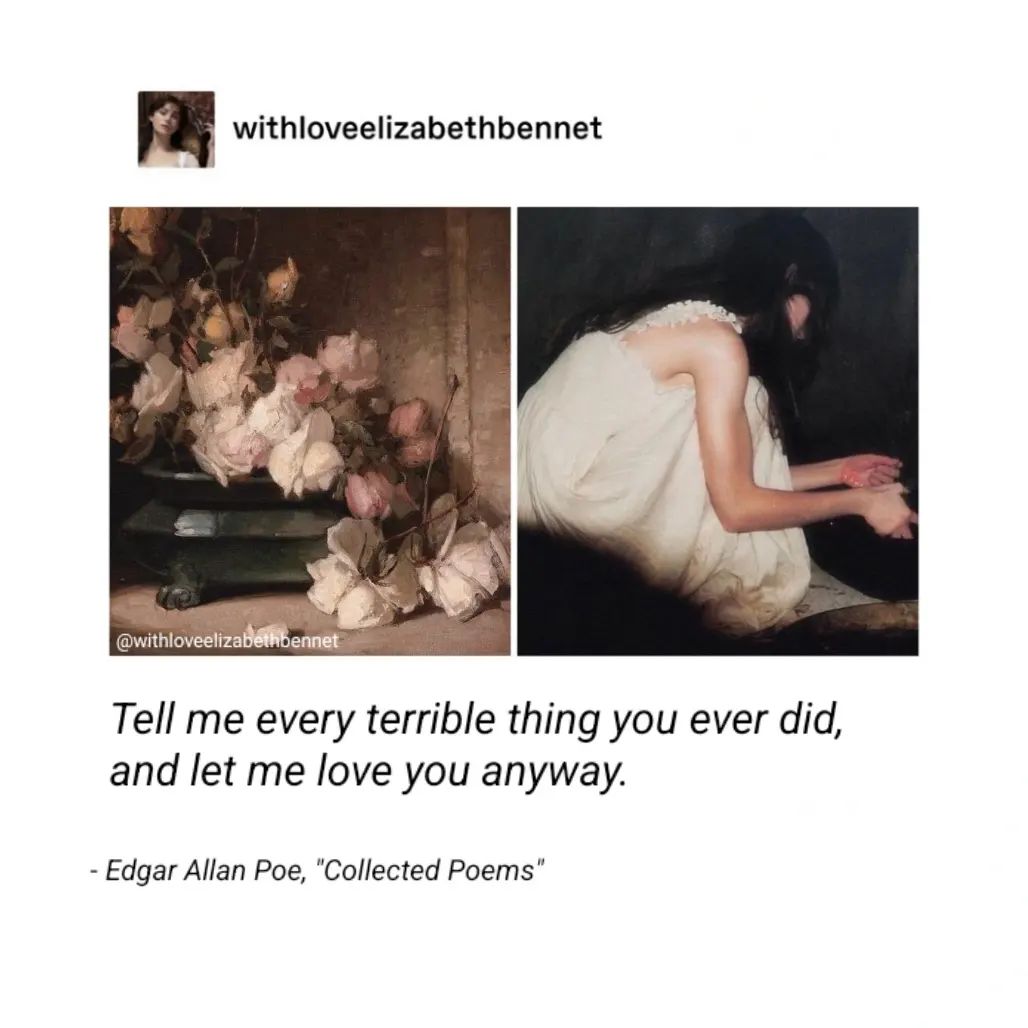 withloveelizabethbennet
@withloveelizabethbennet
Tell me every terrible thing you ever did,
and let me love you anyway.
- Edgar Allan Poe, "Collected Poems"